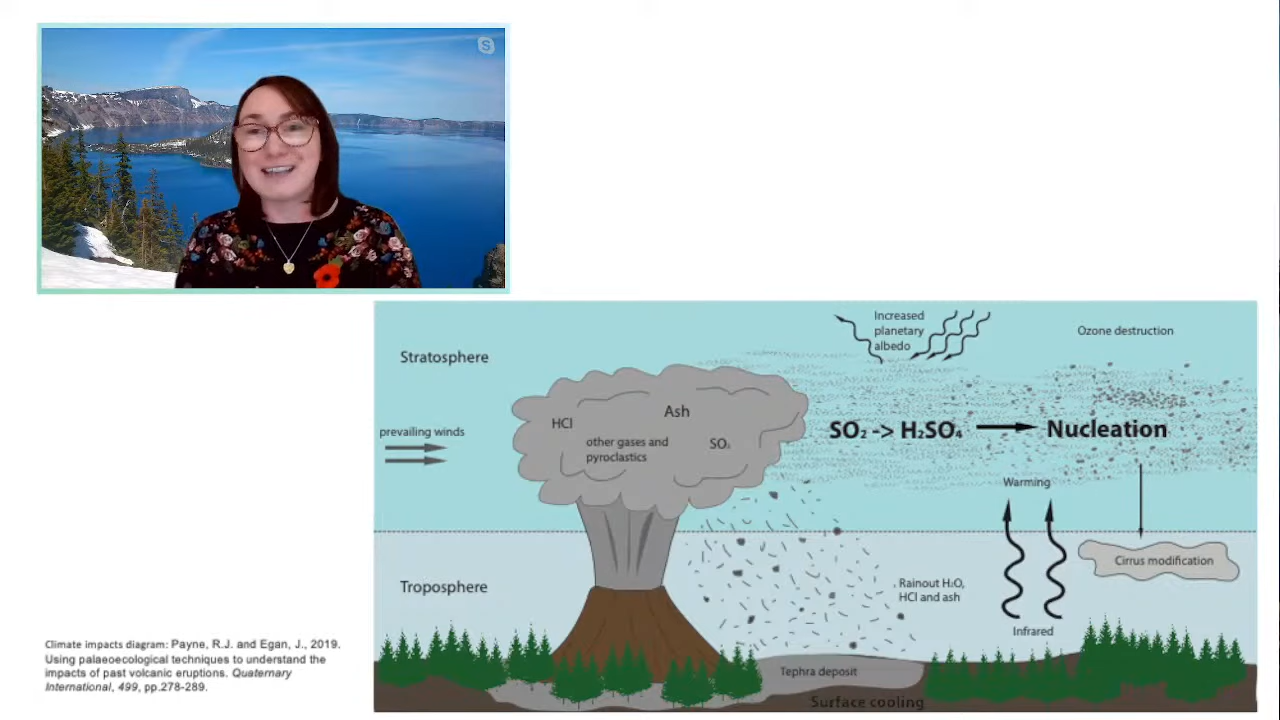 Increased
planetary
albedo
Ozone destruction
Stratosphere
HCl
Ash
other gases and
pyroclastics
SO₂
prevailing winds
SO₂ -> H₂SO₄
Nucleation
Warming
Troposphere
Rainout H₂O,
HCl and ash
Cirrus modification
Infrared
Tephra deposit
Surface cooling
Climate impacts diagram: Payne, R.J. and Egan, J., 2019.
Using palaeoecological techniques to understand the
impacts of past volcanic eruptions. Quaternary
International, 499, pp.278-289.